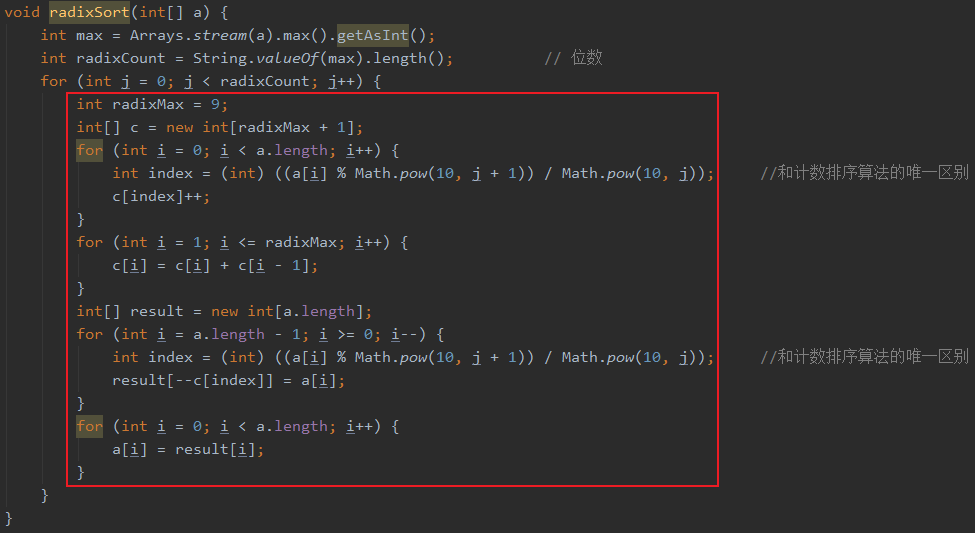 void radixSort(int[] a) {
    int max = Arrays.stream(a).max().getAsInt();
    int radixCount = String.valueOf(max).length();               // 位数
    for (int j = 0; j < radixCount; j++) {
        int radixMax = 9;
        int[] c = new int[radixMax + 1];
        for (int i = 0; i < a.length; i++) {
            int index = (int) ((a[i] % Math.pow(10, j + 1)) / Math.pow(10, j));      //和计数排序算法的唯一区别
            c[index]++;
        }
        for (int i = 1; i <= radixMax; i++) {
            c[i] = c[i] + c[i - 1];
        }
        int[] result = new int[a.length];
        for (int i = a.length - 1; i >= 0; i--) {
            int index = (int) ((a[i] % Math.pow(10, j + 1)) / Math.pow(10, j));      //和计数排序算法的唯一区别
            result[--c[index]] = a[i];
        }
        for (int i = 0; i < a.length; i++) {
            a[i] = result[i];
        }
    }
}